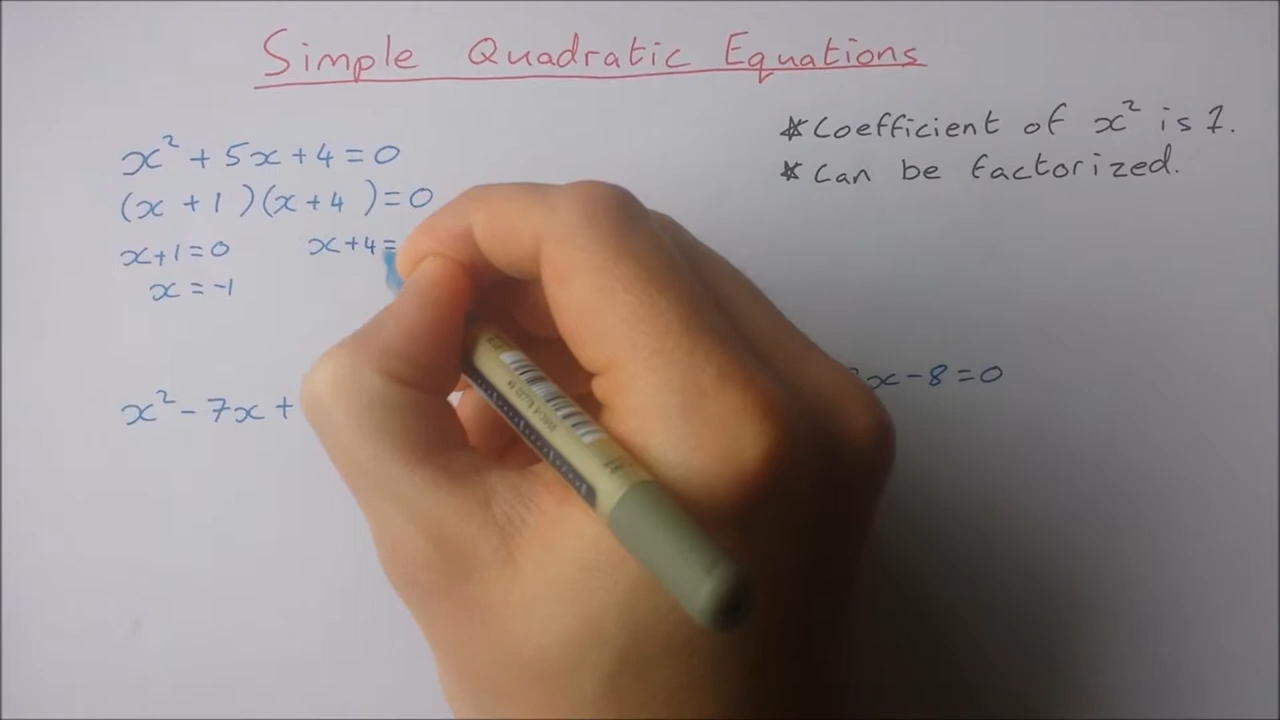 Simple Quadratic Equations
* Coefficient of x² is 1.
* Can be factorized.
x² + 5x + 4 = 0
(x + 1)(x + 4) = 0
x + 1 = 0 x + 4 =
x = -1
x² - 7x +
x - 8 = 0